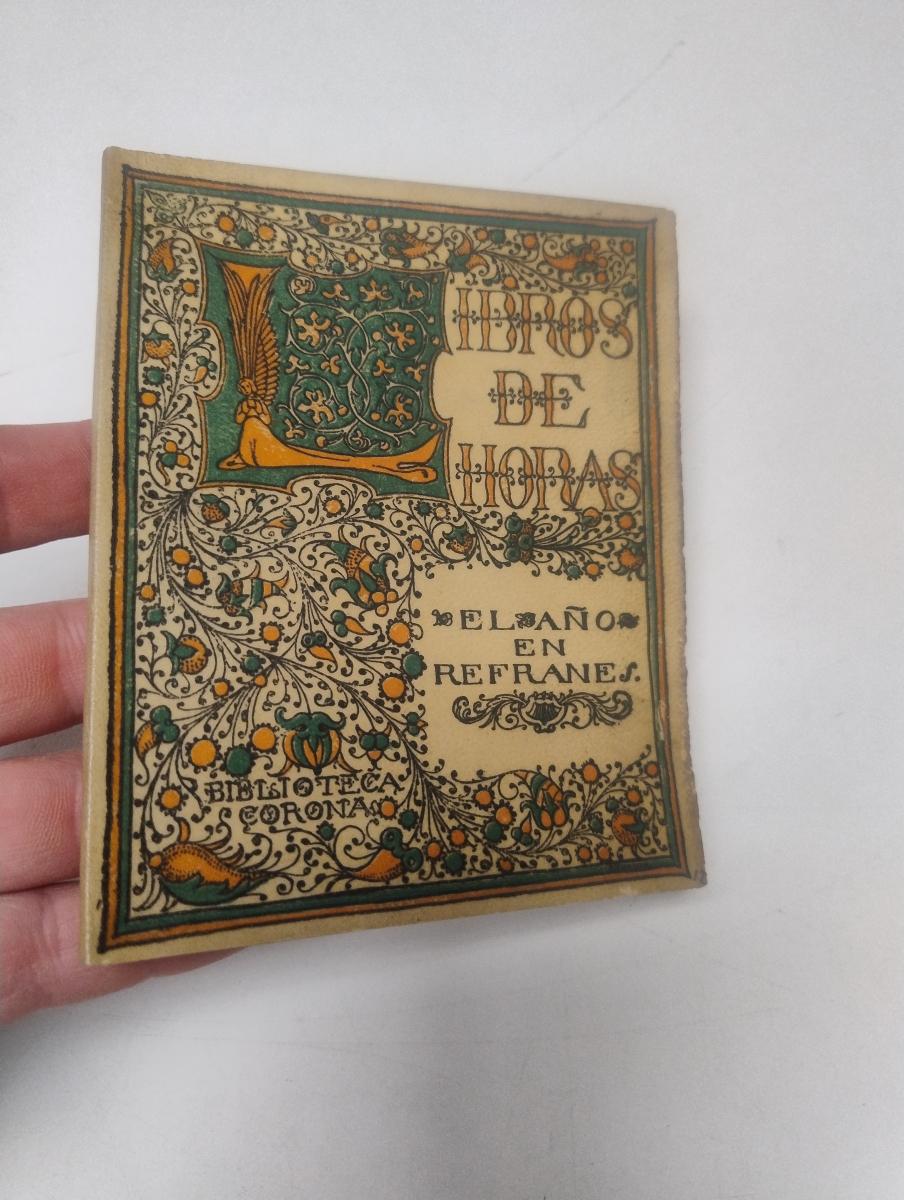 LIBROS
DE
HORAS
EL AÑO
EN
REFRANES.
BIBLIOTECA
CORONA